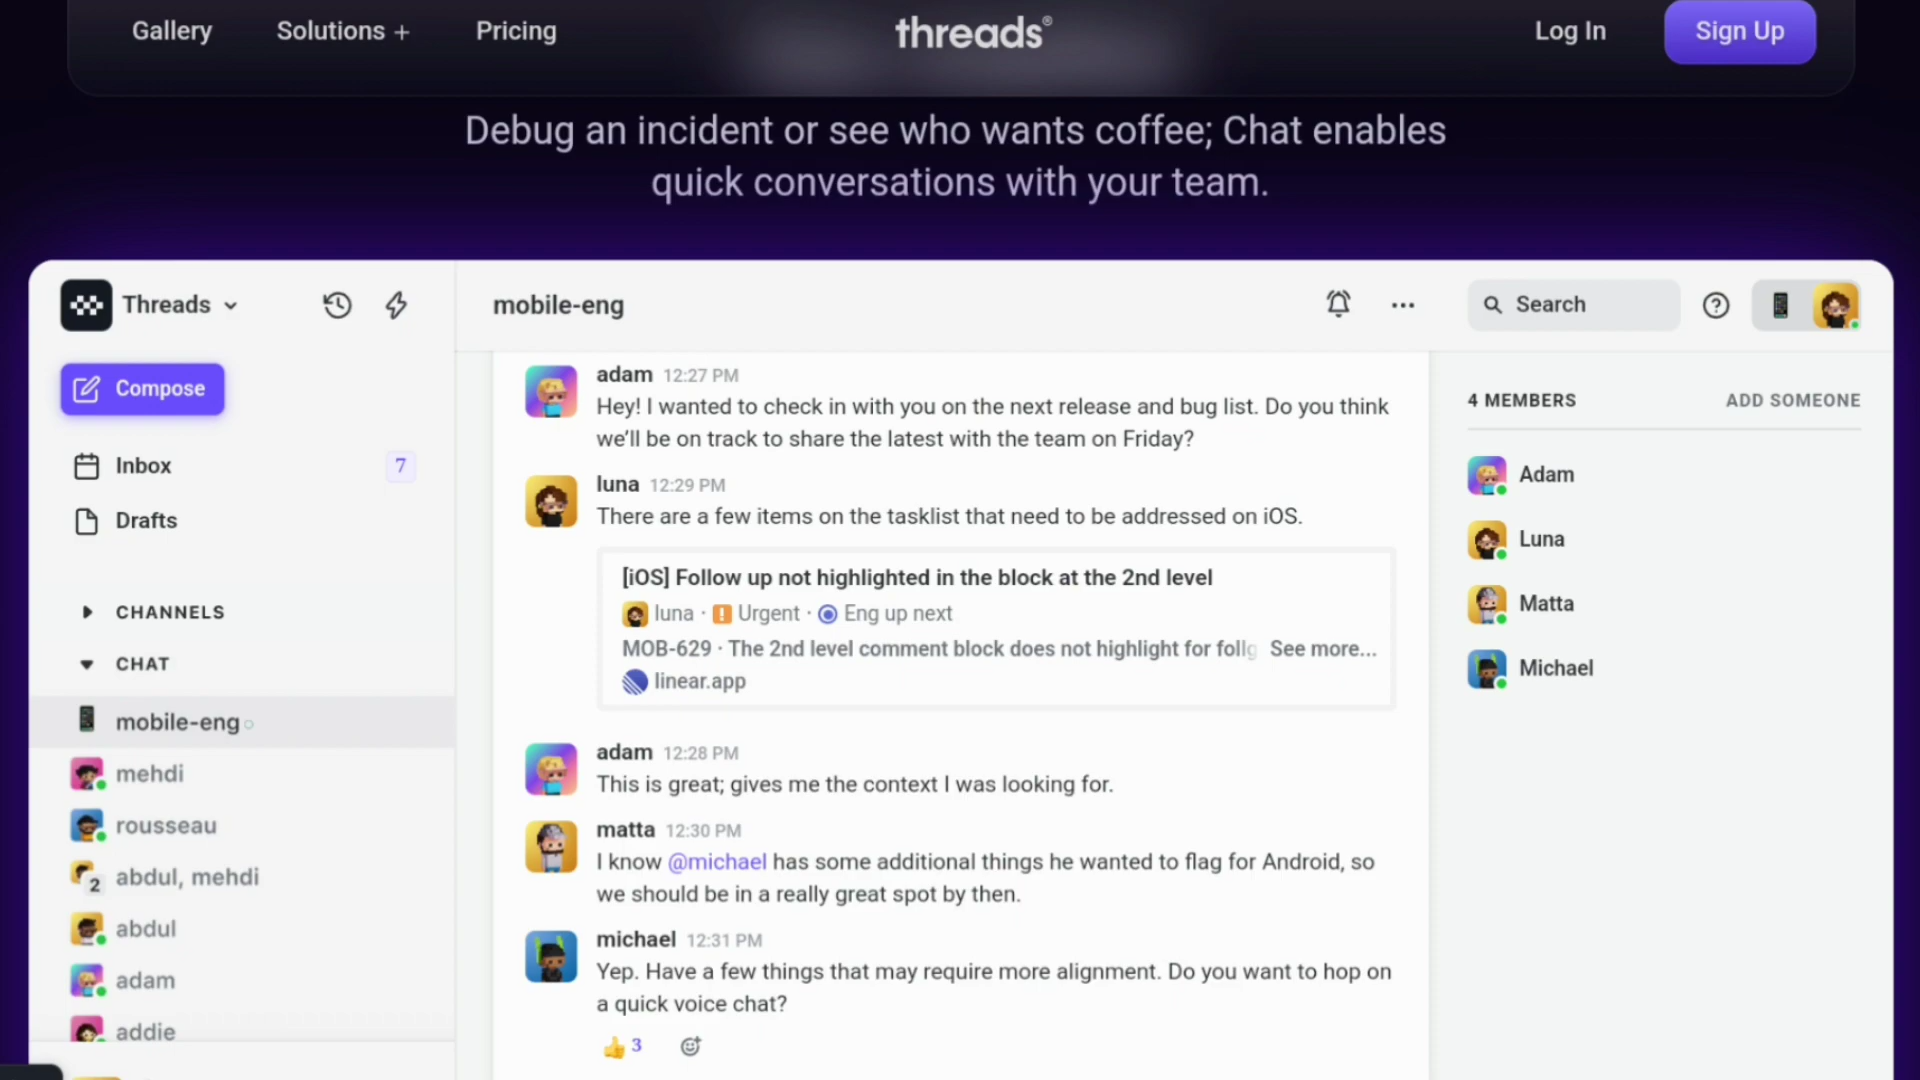 Gallery
Solutions +
Pricing
threads®
Log In
Sign Up
Debug an incident or see who wants coffee; Chat enables
quick conversations with your team.
Threads
Compose
Inbox
7
Drafts
CHANNELS
CHAT
mobile-eng
mehdi
rousseau
2
abdul, mehdi
abdul
adam
addie
mobile-eng
adam 12:27 PM
Hey! I wanted to check in with you on the next release and bug list. Do you think
we’ll be on track to share the latest with the team on Friday?
luna 12:29 PM
There are a few items on the tasklist that need to be addressed on iOS.
[iOS] Follow up not highlighted in the block at the 2nd level
luna · Urgent · Eng up next
MOB-629 · The 2nd level comment block does not highlight for See more...
linear.app
adam 12:28 PM
This is great; gives me the context I was looking for.
matta 12:30 PM
I know @michael has some additional things he wanted to flag for Android, so
we should be in a really great spot by then.
michael 12:31 PM
Yep. Have a few things that may require more alignment. Do you want to hop on
a quick voice chat?
👍 3
Search
4 MEMBERS
ADD SOMEONE
Adam
Luna
Matta
Michael